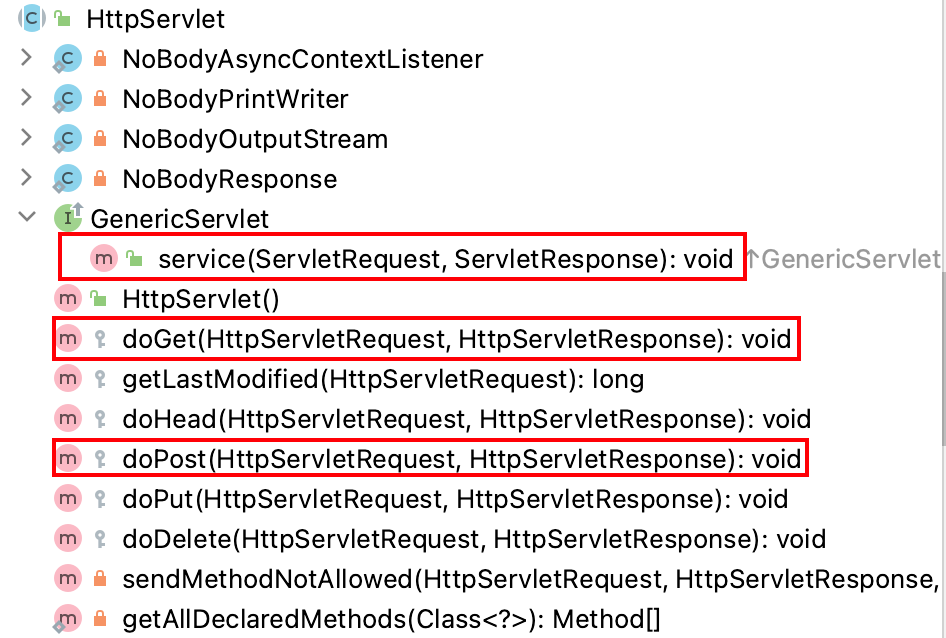 HttpServlet
NoBodyAsyncContextListener
NoBodyPrintWriter
NoBodyOutputStream
NoBodyResponse
GenericServlet
service(ServletRequest, ServletResponse): void ↑GenericServlet
HttpServlet()
doGet(HttpServletRequest, HttpServletResponse): void
getLastModified(HttpServletRequest): long
doHead(HttpServletRequest, HttpServletResponse): void
doPost(HttpServletRequest, HttpServletResponse): void
doPut(HttpServletRequest, HttpServletResponse): void
doDelete(HttpServletRequest, HttpServletResponse): void
sendMethodNotAllowed(HttpServletRequest, HttpServletResponse,
getAllDeclaredMethods(Class<?>): Method[]